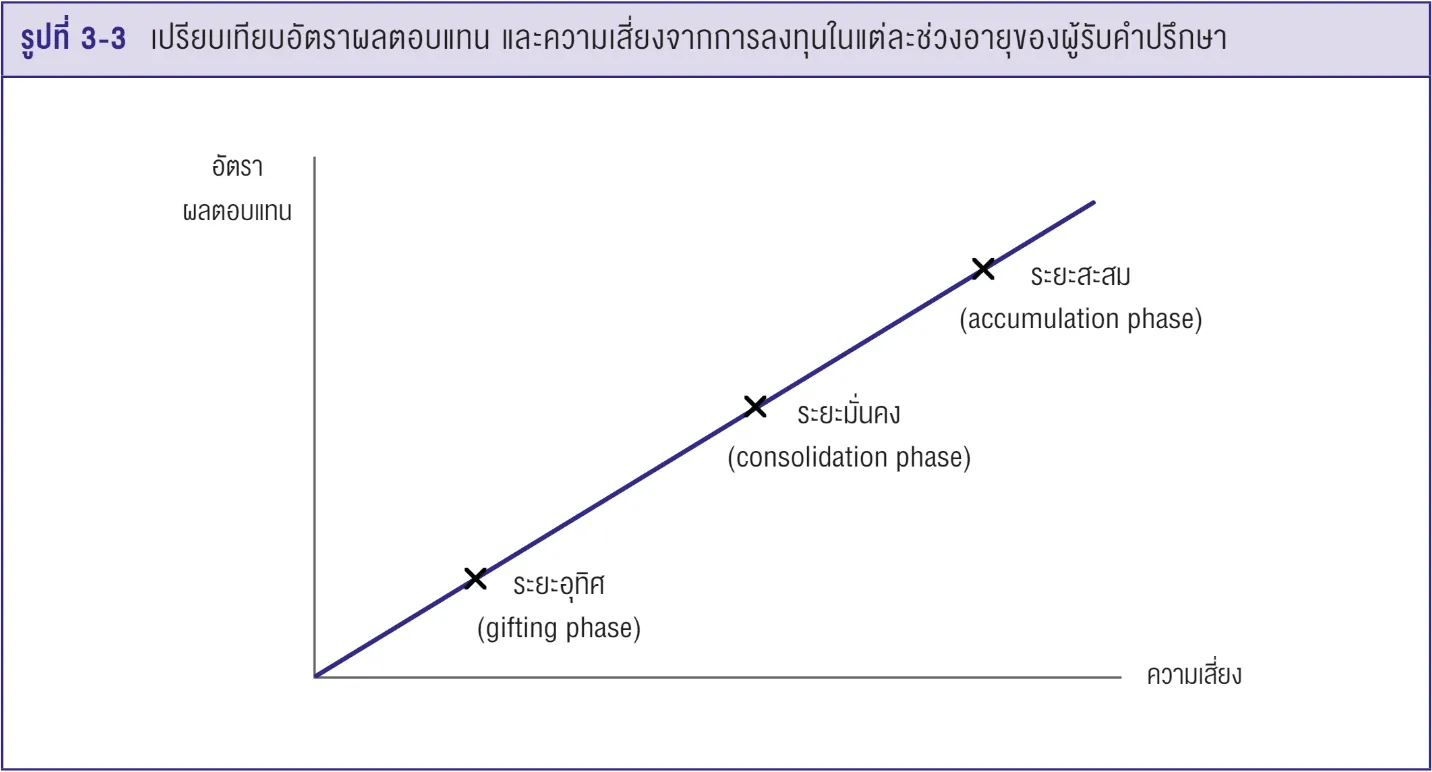 รูปที่ 3-3 เปรียบเทียบอัตราผลตอบแทน และความเสี่ยงจากการลงทุนในแต่ละช่วงอายุของผู้รับคำปรึกษา
อัตรา
ผลตอบแทน
ระยะสะสม
(accumulation phase)
ระยะมั่นคง
(consolidation phase)
ระยะอุทิศ
(gifting phase)
ความเสี่ยง